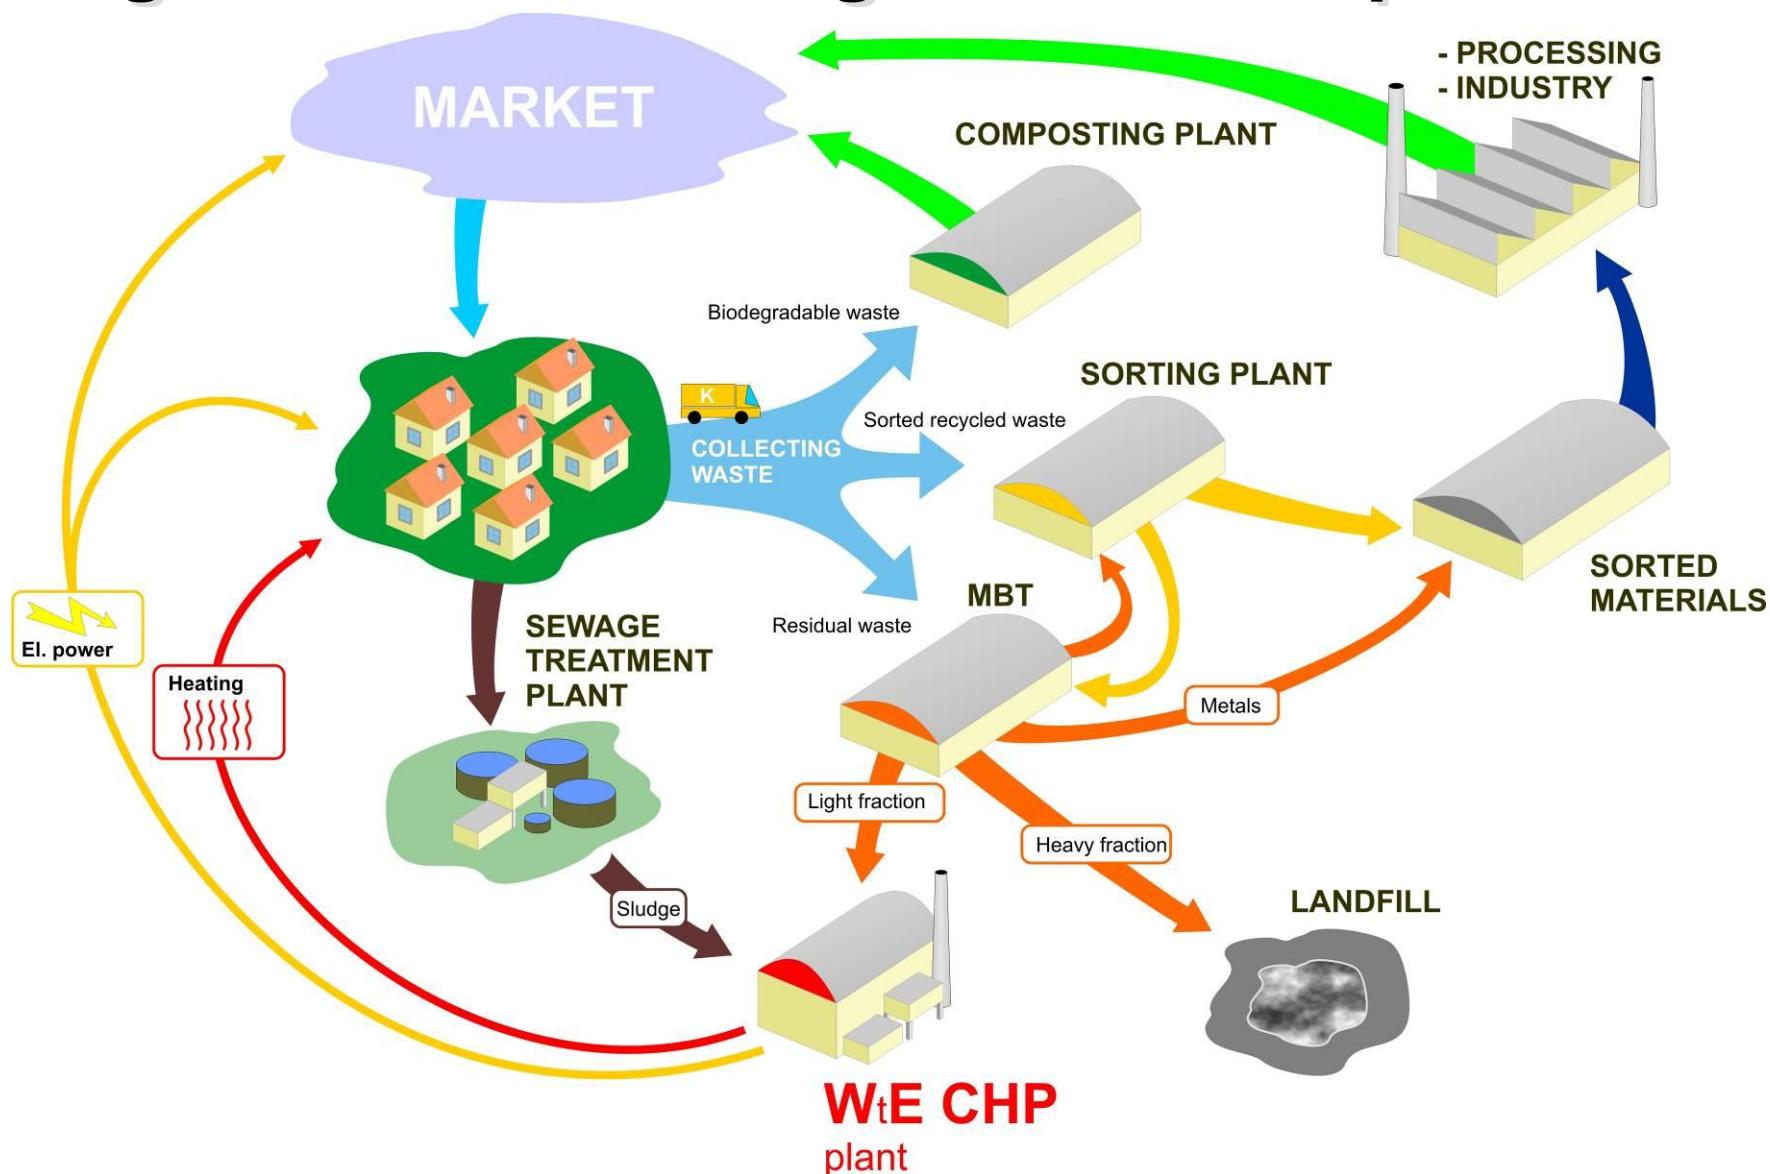 MARKET
- PROCESSING
- INDUSTRY
COMPOSTING PLANT
Biodegradable waste
SORTING PLANT
K
Sorted recycled waste
COLLECTING
WASTE
SORTED
MATERIALS
MBT
Residual waste
SEWAGE
TREATMENT
PLANT
El. power
Heating
Metals
Light fraction
Heavy fraction
Sludge
LANDFILL
WtE CHP
plant